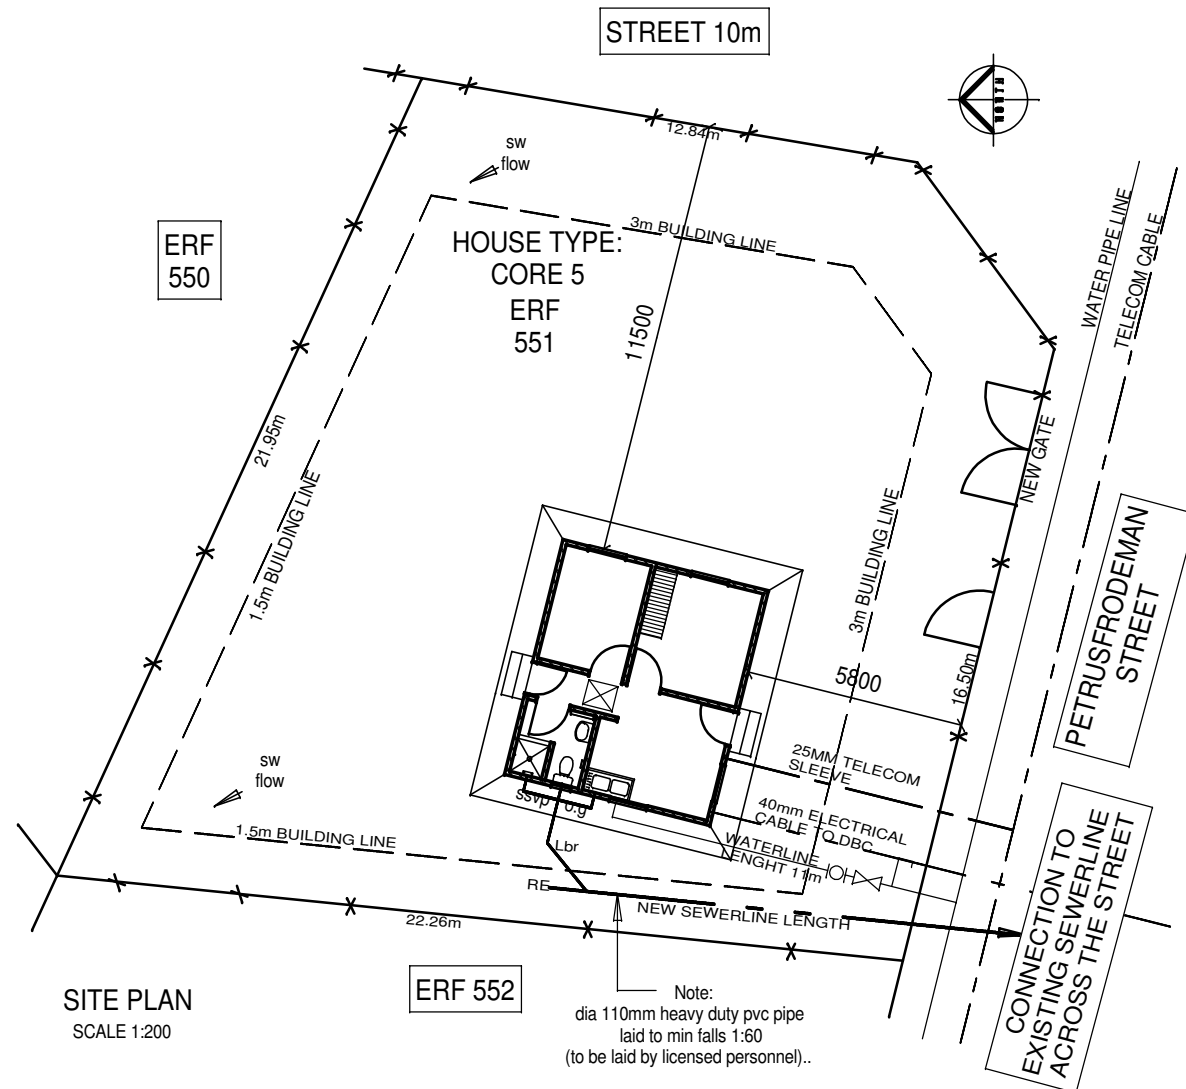 STREET 10m
NORTH
12.84m
sw
flow
3m BUILDING LINE
WATER PIPE LINE
TELECOM CABLE
ERF
550
HOUSE TYPE:
CORE 5
ERF
551
11500
21.95m
1.5m BUILDING LINE
NEW GATE
3m BUILDING LINE
PETRUSFRODEMAN
STREET
5800
16.50m
sw
flow
25MM TELECOM
SLEEVE
ssvp
o.g
40mm ELECTRICAL
CABLE TO DBC
1.5m BUILDING LINE
Lbr
WATERLINE
LENGHT 11m
RE
NEW SEWERLINE LENGTH
22.26m
CONNECTION TO
EXISTING SEWERLINE
ACROSS THE STREET
ERF 552
SITE PLAN
SCALE 1:200
Note:
dia 110mm heavy duty pvc pipe
laid to min falls 1:60
(to be laid by licensed personnel)..